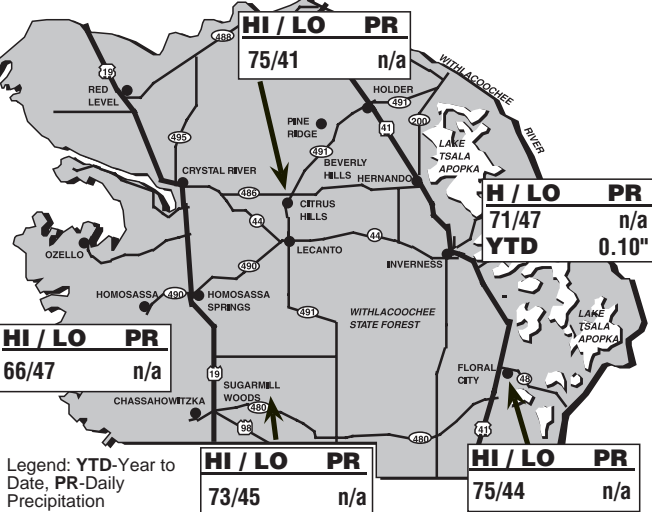 HI / LO PR
75/41 n/a
488
19
RED
LEVEL
WITHLACOOCHEE
RIVER
HOLDER
491
PINE
RIDGE
41
200
495
491
LAKE
TSALA
APOPKA
BEVERLY
HILLS
CRYSTAL RIVER
HERNANDO
486
HI / LO PR
71/47 n/a
YTD 0.10"
CITRUS
HILLS
44
44
LECANTO
OZELLO
INVERNESS
490
HOMOSASSA
490
HOMOSASSA
SPRINGS
491
WITHLACOOCHEE
STATE FOREST
LAKE
TSALA
APOPKA
HI / LO PR
66/47 n/a
19
FLORAL
CITY
48
SUGARMILL
WOODS
CHASSAHOWITZKA
480
98
41
480
HI / LO PR
73/45 n/a
HI / LO PR
75/44 n/a
Legend: YTD-Year to
Date, PR-Daily
Precipitation